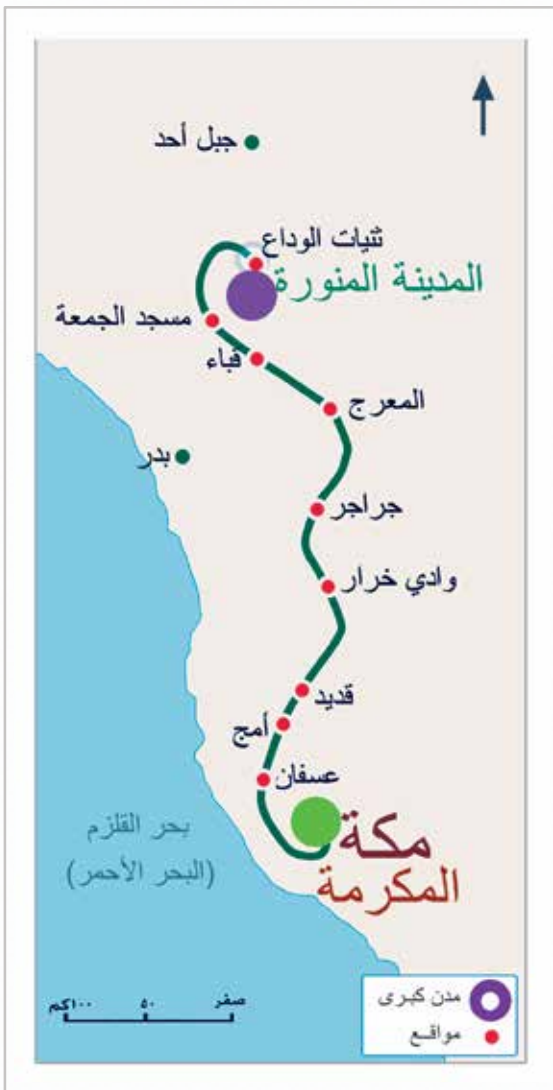 جبل أحد
ثنيات الوداع
المدينة المنورة
مسجد الجمعة
قباء
المعرج
بدر
جراجر
وادي خرار
قديد
أمج
عسفان
مكة
المكرمة
بحر القلزم
(البحر الأحمر)
صفر ٥٠ ١٠٠كم
مدن كبرى
مواقع